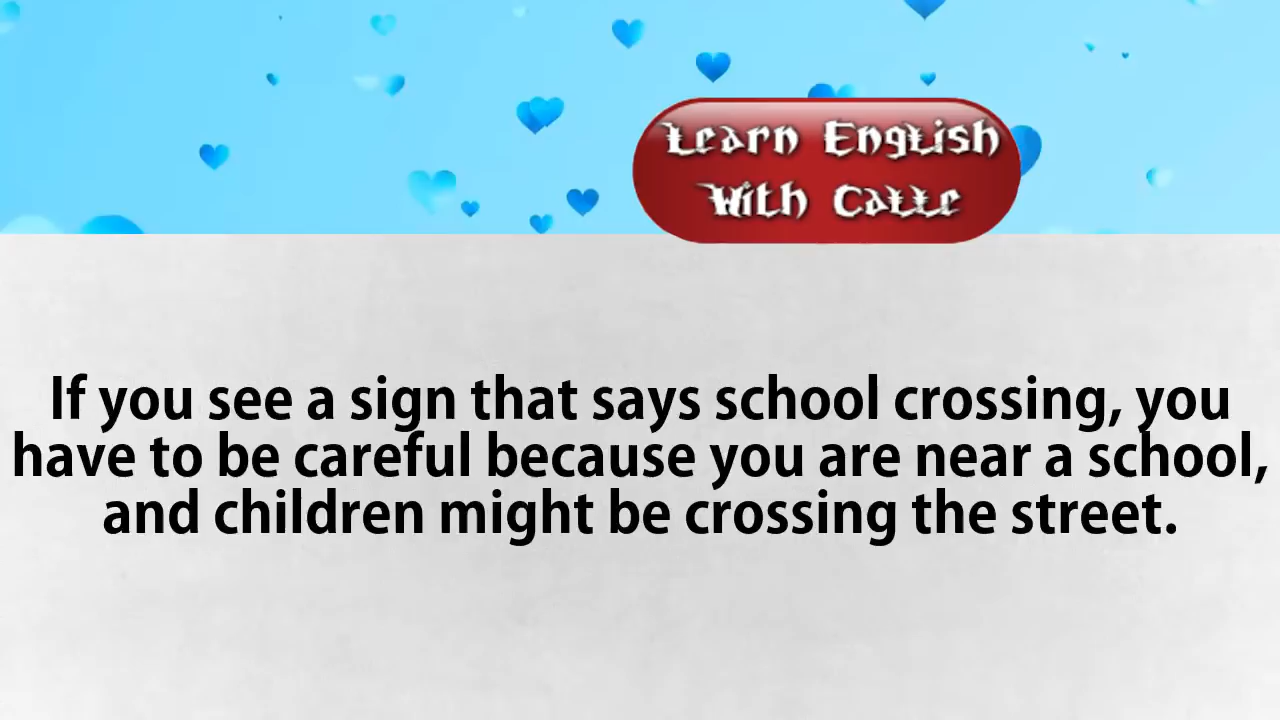 Learn English
With Calle
If you see a sign that says school crossing, you
have to be careful because you are near a school,
and children might be crossing the street.